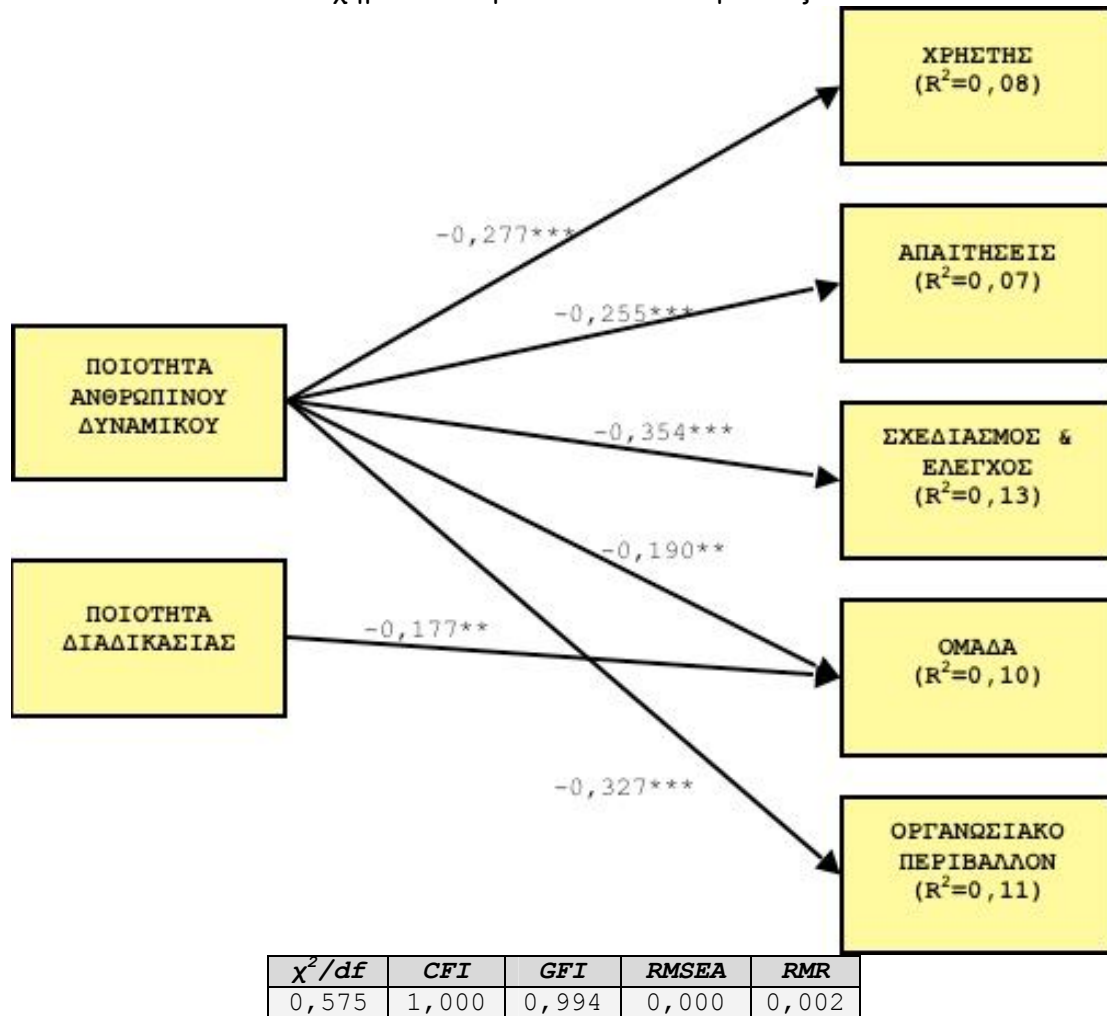 ΧΡΗΣΤΗΣ
(R²=0,08)
-0,277***
ΑΠΑΙΤΗΣΕΙΣ
(R²=0,07)
-0,255***
ΠΟΙΟΤΗΤΑ
ΑΝΘΡΩΠΙΝΟΥ
ΔΥΝΑΜΙΚΟΥ
-0,354***
ΣΧΕΔΙΑΣΜΟΣ &
ΕΛΕΓΧΟΣ
(R²=0,13)
-0,190**
ΠΟΙΟΤΗΤΑ
ΔΙΑΔΙΚΑΣΙΑΣ
-0,177**
ΟΜΑΔΑ
(R²=0,10)
-0,327***
ΟΡΓΑΝΩΣΙΑΚΟ
ΠΕΡΙΒΑΛΛΟΝ
(R²=0,11)
χ²/df CFI GFI RMSEA RMR
0,575 1,000 0,994 0,000 0,002